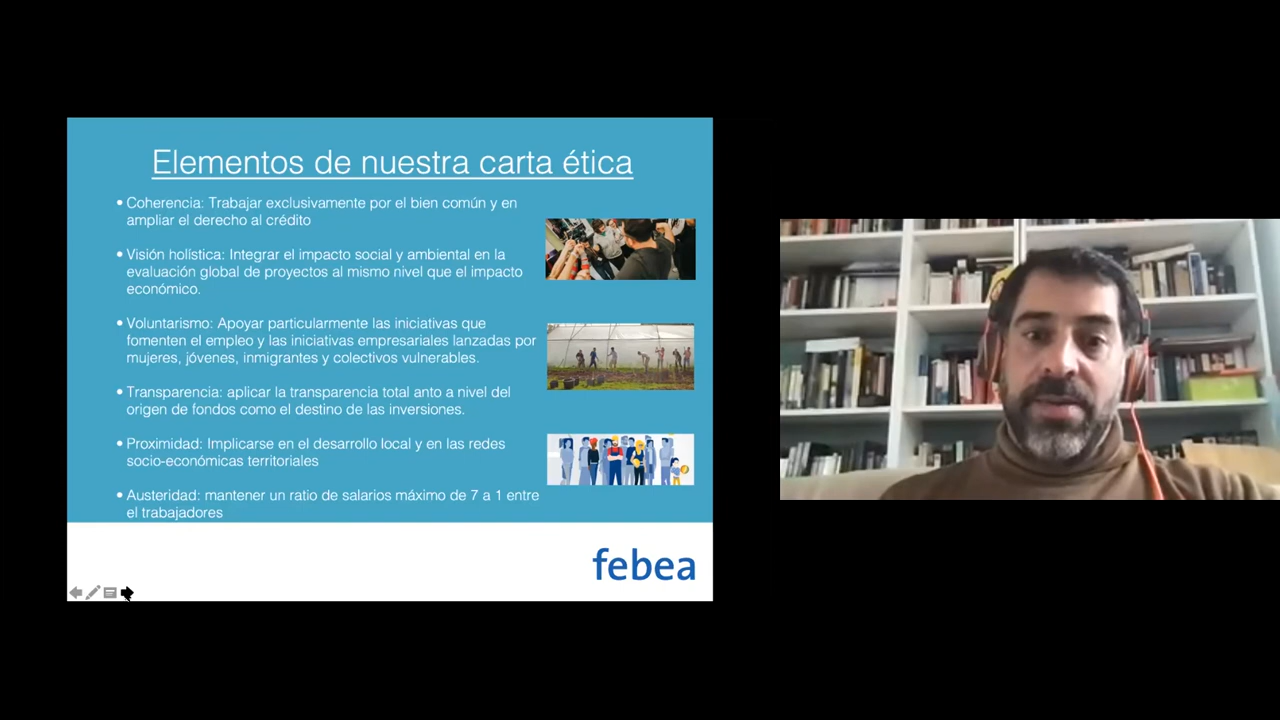 Elementos de nuestra carta ética
• Coherencia: Trabajar exclusivamente por el bien común y en
ampliar el derecho al crédito
• Visión holística: Integrar el impacto social y ambiental en la
evaluación global de proyectos al mismo nivel que el impacto
económico.
• Voluntarismo: Apoyar particularmente las iniciativas que
fomenten el empleo y las iniciativas empresariales lanzadas por
mujeres, jóvenes, inmigrantes y colectivos vulnerables.
• Transparencia: aplicar la transparencia total anto a nivel del
origen de fondos como el destino de las inversiones.
• Proximidad: Implicarse en el desarrollo local y en las redes
socio-económicas territoriales
• Austeridad: mantener un ratio de salarios máximo de 7 a 1 entre
el trabajadores
febea